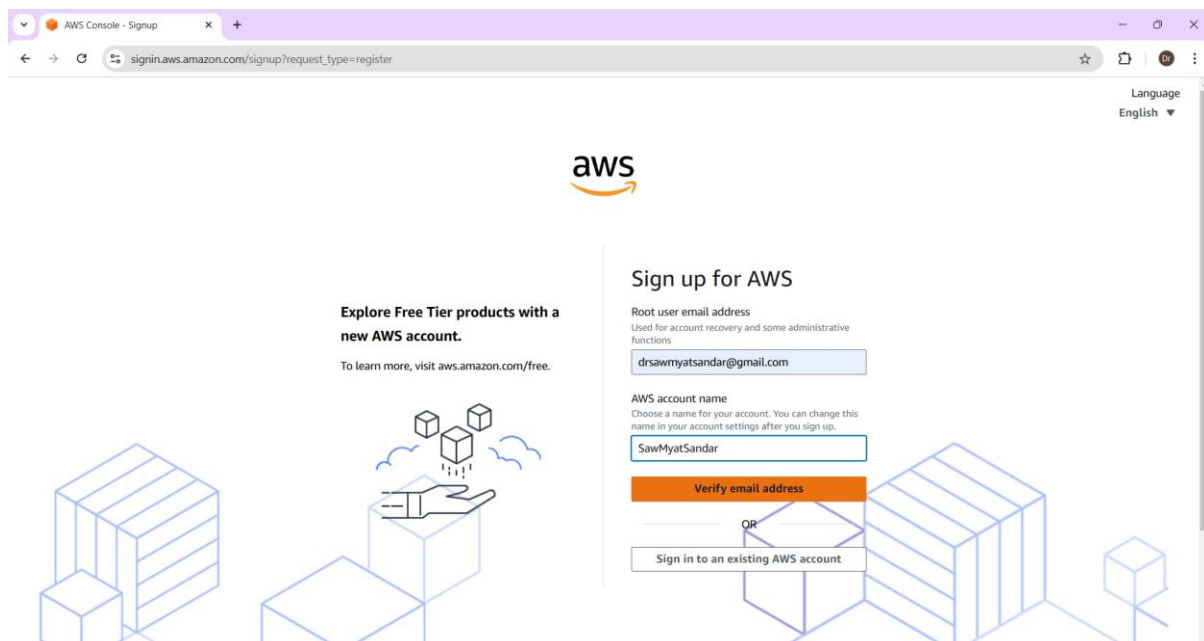 AWS Console - Signup
signin.aws.amazon.com/signup?request_type=register
Dr
Language
English
aws
Explore Free Tier products with a
new AWS account.
To learn more, visit aws.amazon.com/free.
Sign up for AWS
Root user email address
Used for account recovery and some administrative
functions
drsawmyatsandar@gmail.com
AWS account name
Choose a name for your account. You can change this
name in your account settings after you sign up.
SawMyatSandar
Verify email address
OR
Sign in to an existing AWS account